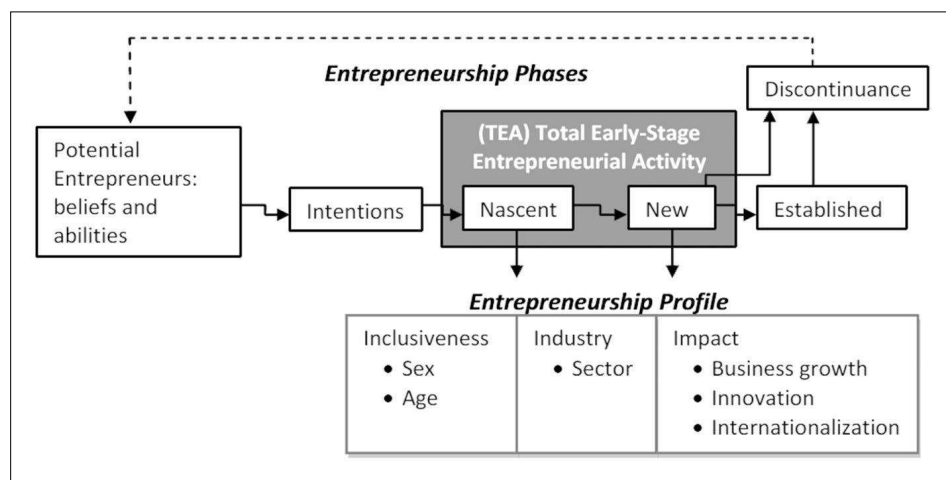 Entrepreneurship Phases
Discontinuance
(TEA) Total Early-Stage
Entrepreneurial Activity
Potential
Entrepreneurs:
beliefs and
abilities
Intentions
Nascent
New
Established
Entrepreneurship Profile
Inclusiveness
• Sex
• Age
Industry
• Sector
Impact
• Business growth
• Innovation
• Internationalization